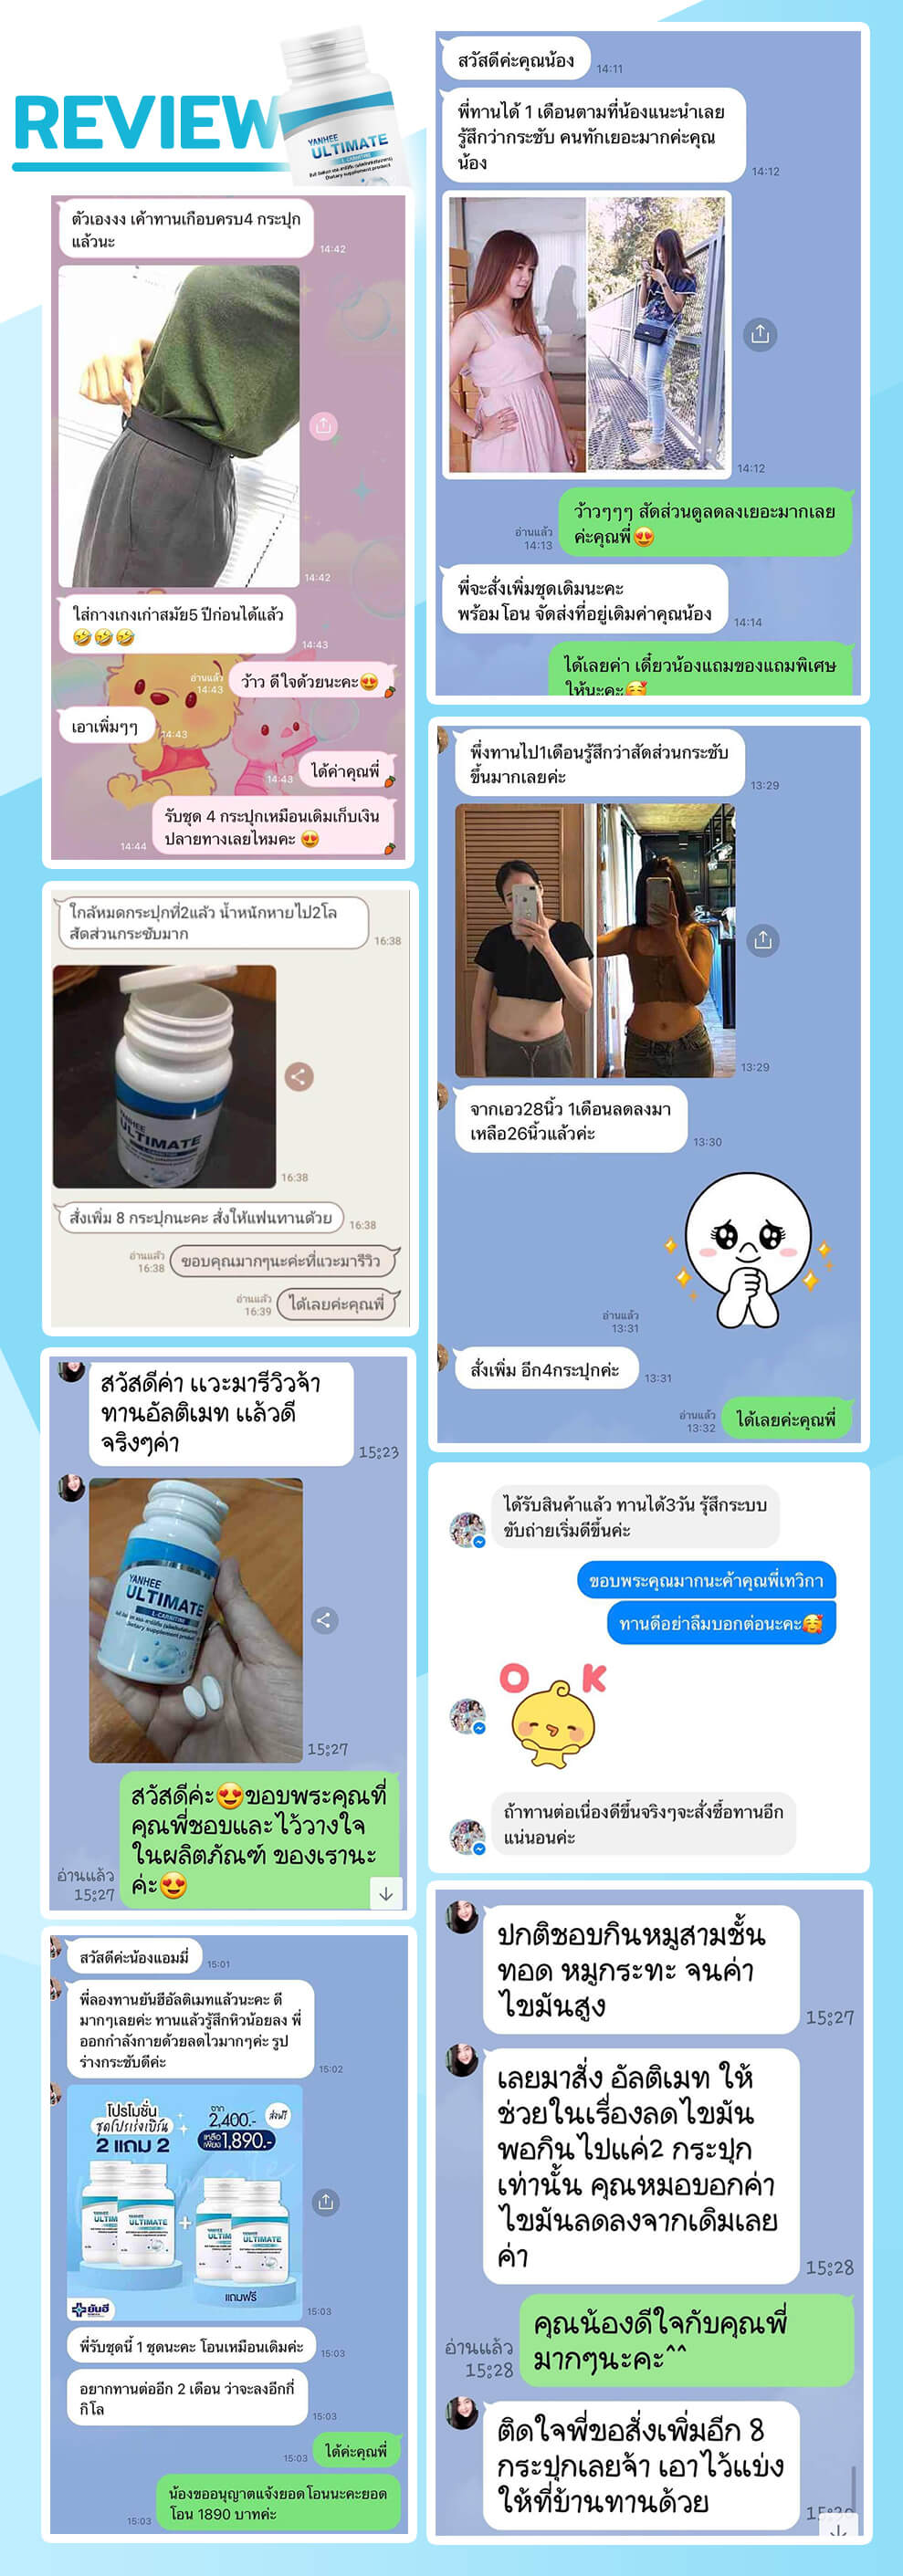 REVIEW
YANHEE
ULTIMATE
L-CARNITINE
Dietary supplement product
ตัวเองงง เค้าทานเกือบครบ4 กระปุก
แล้วนะ
14:42
14:42
ใส่กางเกงเก่าสมัย5 ปีก่อนได้แล้ว
🤣🤣🤣
14:43
อ่านแล้ว
14:43
ว้าว ดีใจด้วยนะคะ😍
เอาเพิ่มๆๆ
14:43
14:43
ได้ค่าคุณพี่
รับชุด 4 กระปุกเหมือนเดิมเก็บเงิน
ปลายทางเลยไหมคะ 😍
14:44
ใกล้หมดกระปุกที่2แล้ว น้ำหนักหายไป2โล
สัดส่วนกระชับมาก
16:38
YANHEE
ULTIMATE
16:38
สั่งเพิ่ม 8 กระปุกนะคะ สั่งให้แฟนทานด้วย
16:38
อ่านแล้ว
16:38
ขอบคุณมากๆนะค่ะที่แวะมารีวิว
อ่านแล้ว
16:39
ได้เลยค่ะคุณพี่
สวัสดีค่า แวะมารีวิวจ้า
ทานอัลติเมท แล้วดี
จริงๆค่า
15:23
YANHEE
ULTIMATE
L-CARNITINE
Dietary supplement product
15:27
สวัสดีค่ะ😍ขอบพระคุณที่
คุณพี่ชอบและ ไว้วางใจ
ในผลิตภัณฑ์ ของเรานะ
ค่ะ😍
อ่านแล้ว
15:27
สวัสดีค่ะน้องแอมมี่
15:01
พี่ลองทานยันฮีอัลติเมทแล้วนะคะ ดี
มากๆเลยค่ะ ทานแล้วรู้สึกหิวน้อยลง พี่
ออกกำลังกายด้วยลดไวมากๆค่ะ รูป
ร่างกระชับดีค่ะ
15:02
โปรโมชั่น
ชุดโปรเร่งเบิร์น
2 แถม 2
จาก
2,400.-
ส่งฟรี
เหลือ
เพียง
1,890.-
แถมฟรี
ยันฮี
15:03
พี่รับชุดนี้ 1 ชุดนะคะ โอนเหมือนเดิมค่ะ
15:03
อยากทานต่ออีก 2 เดือน ว่าจะลงอีกกี่
กิโล
15:03
15:03
ได้ค่ะคุณพี่
น้องขออนุญาตแจ้งยอดโอนนะคะยอด
โอน 1890 บาทค่ะ
15:03
สวัสดีค่ะคุณน้อง
14:11
พี่ทานได้ 1 เดือนตามที่น้องแนะนำเลย
รู้สึกว่ากระชับ คนทักเยอะมากค่ะคุณ
น้อง
14:12
14:12
ว้าวๆๆๆ สัดส่วนดูลดลงเยอะมากเลย
ค่ะคุณพี่😍
อ่านแล้ว
14:13
พี่จะสั่งเพิ่มชุดเดิมนะคะ
พร้อมโอน จัดส่งที่อยู่เดิมค่าคุณน้อง
14:14
ได้เลยค่า เดี๋ยวน้องแถมของแถมพิเศษ
ให้นะคะ🥰
พึ่งทานไป1เดือนรู้สึกว่าสัดส่วนกระชับ
ขึ้นมากเลยค่ะ
13:29
13:29
จากเอว28นิ้ว 1เดือนลดลงมา
เหลือ26นิ้วแล้วค่ะ
13:30
อ่านแล้ว
13:31
สั่งเพิ่ม อีก4กระปุกค่ะ
13:31
อ่านแล้ว
13:32
ได้เลยค่ะคุณพี่
ได้รับสินค้าแล้ว ทานได้3วัน รู้สึกระบบ
ขับถ่ายเริ่มดีขึ้นค่ะ
ขอบพระคุณมากนะค้าคุณพี่เทวิกา
ทานดีอย่าลืมบอกต่อนะคะ🥰
OK
ถ้าทานต่อเนื่องดีขึ้นจริงๆจะสั่งซื้อทานอีก
แน่นอนค่ะ
ปกติชอบกินหมูสามชั้น
ทอด หมูกระทะ จนค่า
ไขมันสูง
15:27
เลยมาสั่ง อัลติเมท ให้
ช่วยในเรื่องลดไขมัน
พอกินไปแค่2 กระปุก
เท่านั้น คุณหมอบอกค่า
ไขมันลดลงจากเดิมเลย
ค่า
15:28
คุณน้องดีใจกับคุณพี่
มากๆนะคะ^^
อ่านแล้ว
15:28
ติดใจพี่ขอสั่งเพิ่มอีก 8
กระปุกเลยจ้า เอาไว้แบ่ง
ให้ที่บ้านทานด้วย